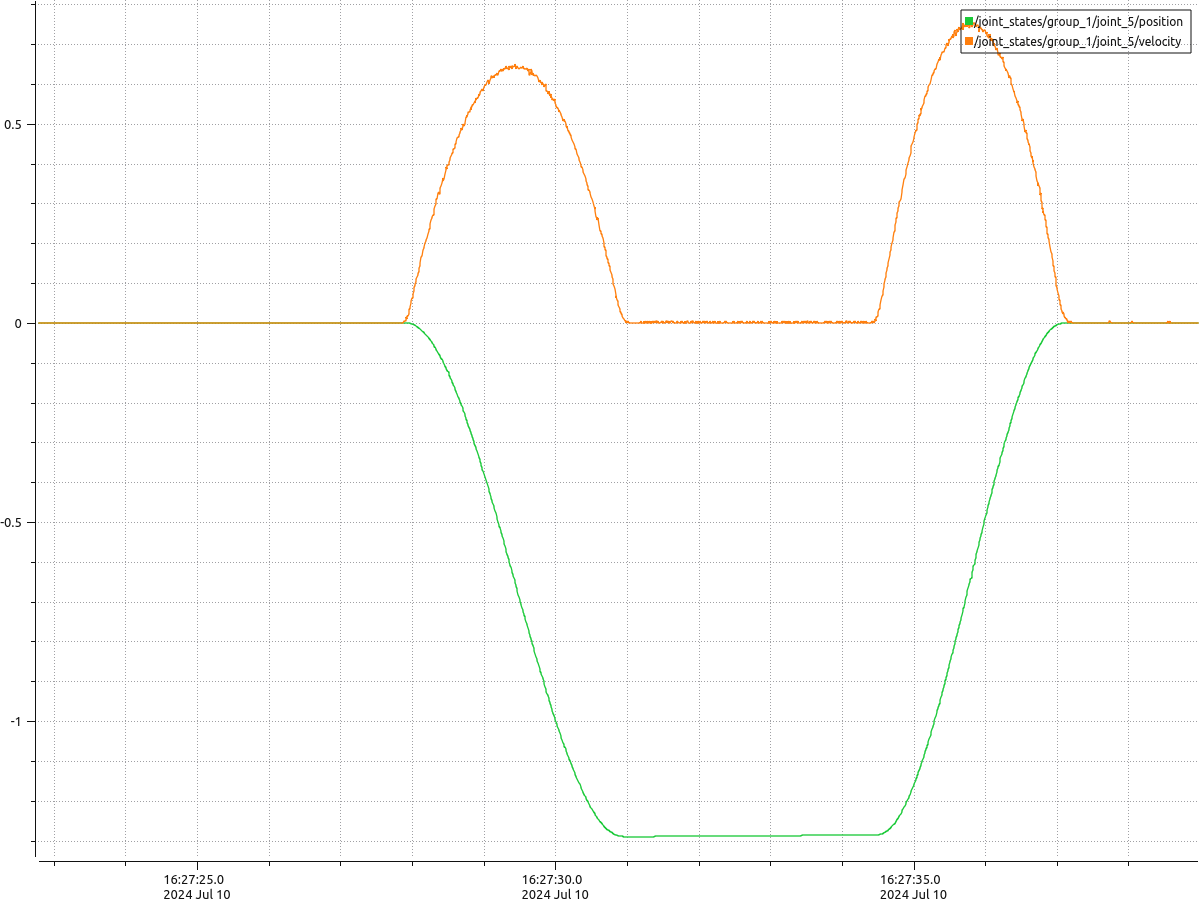 /joint_states/group_1/joint_5/position
/joint_states/group_1/joint_5/velocity
0.5
0
-0.5
-1
16:27:25.0
2024 Jul 10
16:27:30.0
2024 Jul 10
16:27:35.0
2024 Jul 10